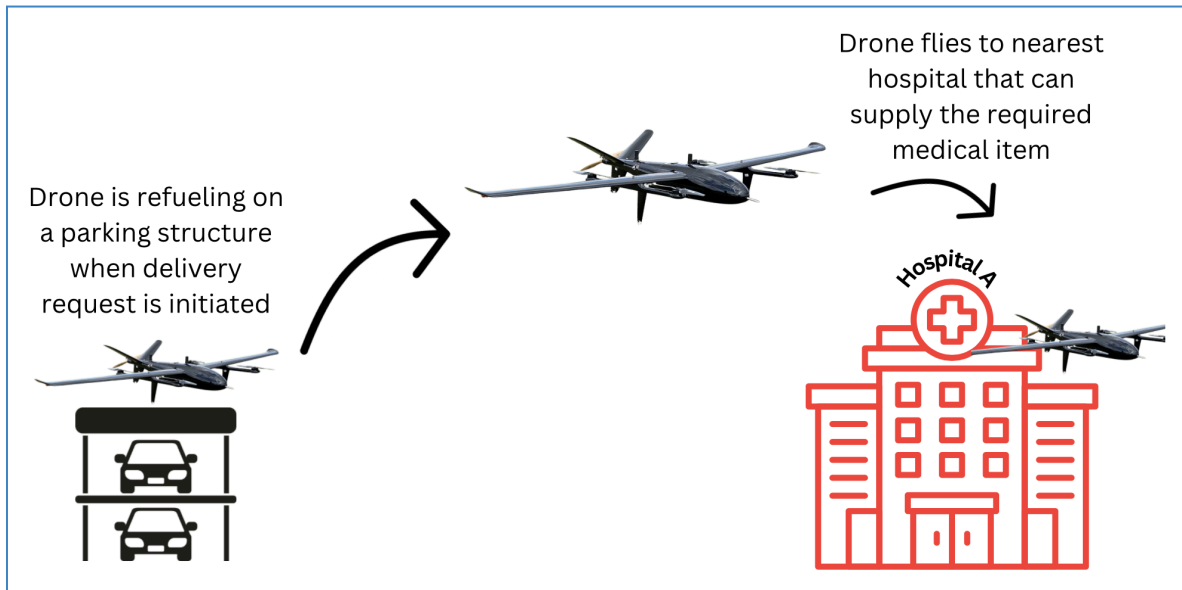 Drone is refueling on
a parking structure
when delivery
request is initiated
Drone flies to nearest
hospital that can
supply the required
medical item
Hospital A